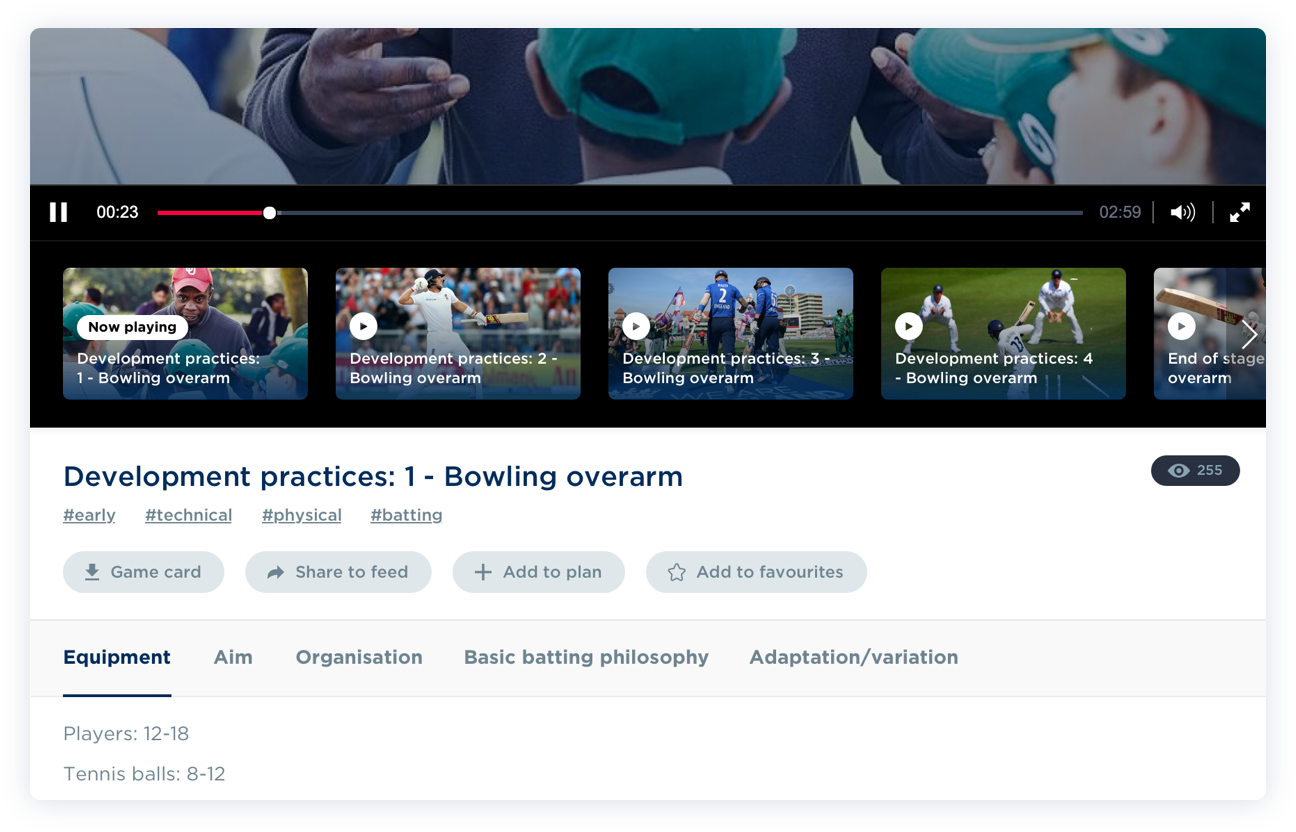 00:23
02:59
Now playing
Development practices:
1 - Bowling overarm
Development practices: 2 -
Bowling overarm
2
ENGLAND
Development practices: 3 -
Bowling overarm
Development practices: 4
- Bowling overarm
End of stage
overarm
Development practices: 1 - Bowling overarm
255
#early
#technical
#physical
#batting
Game card
Share to feed
Add to plan
Add to favourites
Equipment
Aim
Organisation
Basic batting philosophy
Adaptation/variation
Players: 12-18
Tennis balls: 8-12